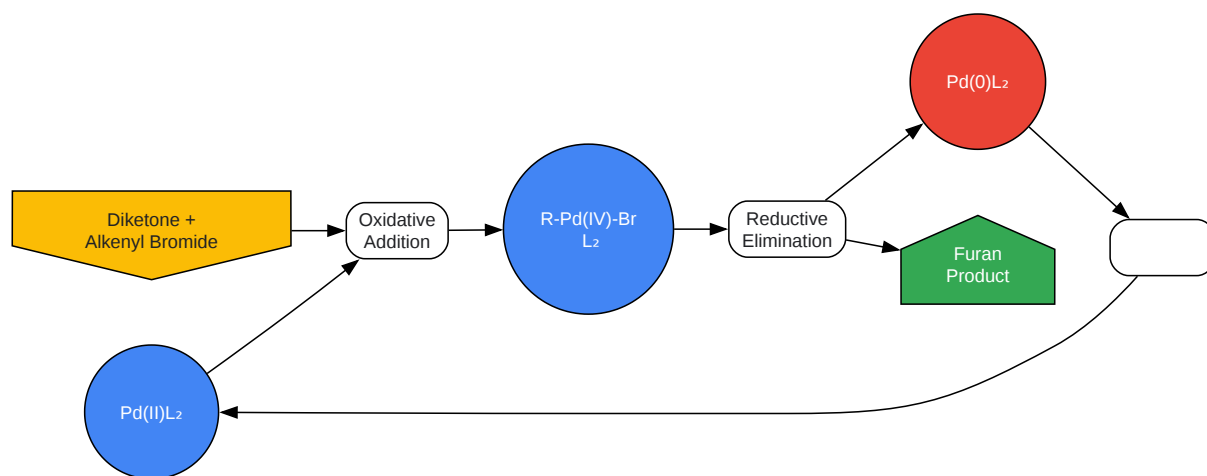 Diketone +
Alkenyl Bromide
Oxidative
Addition
R-Pd(IV)-Br
L₂
Reductive
Elimination
Pd(0)L₂
Furan
Product
Pd(II)L₂